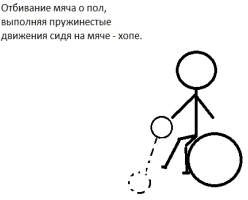 Отбивание мяча о пол,
выполняя пружинестые
движения сидя на мяче - хопе.